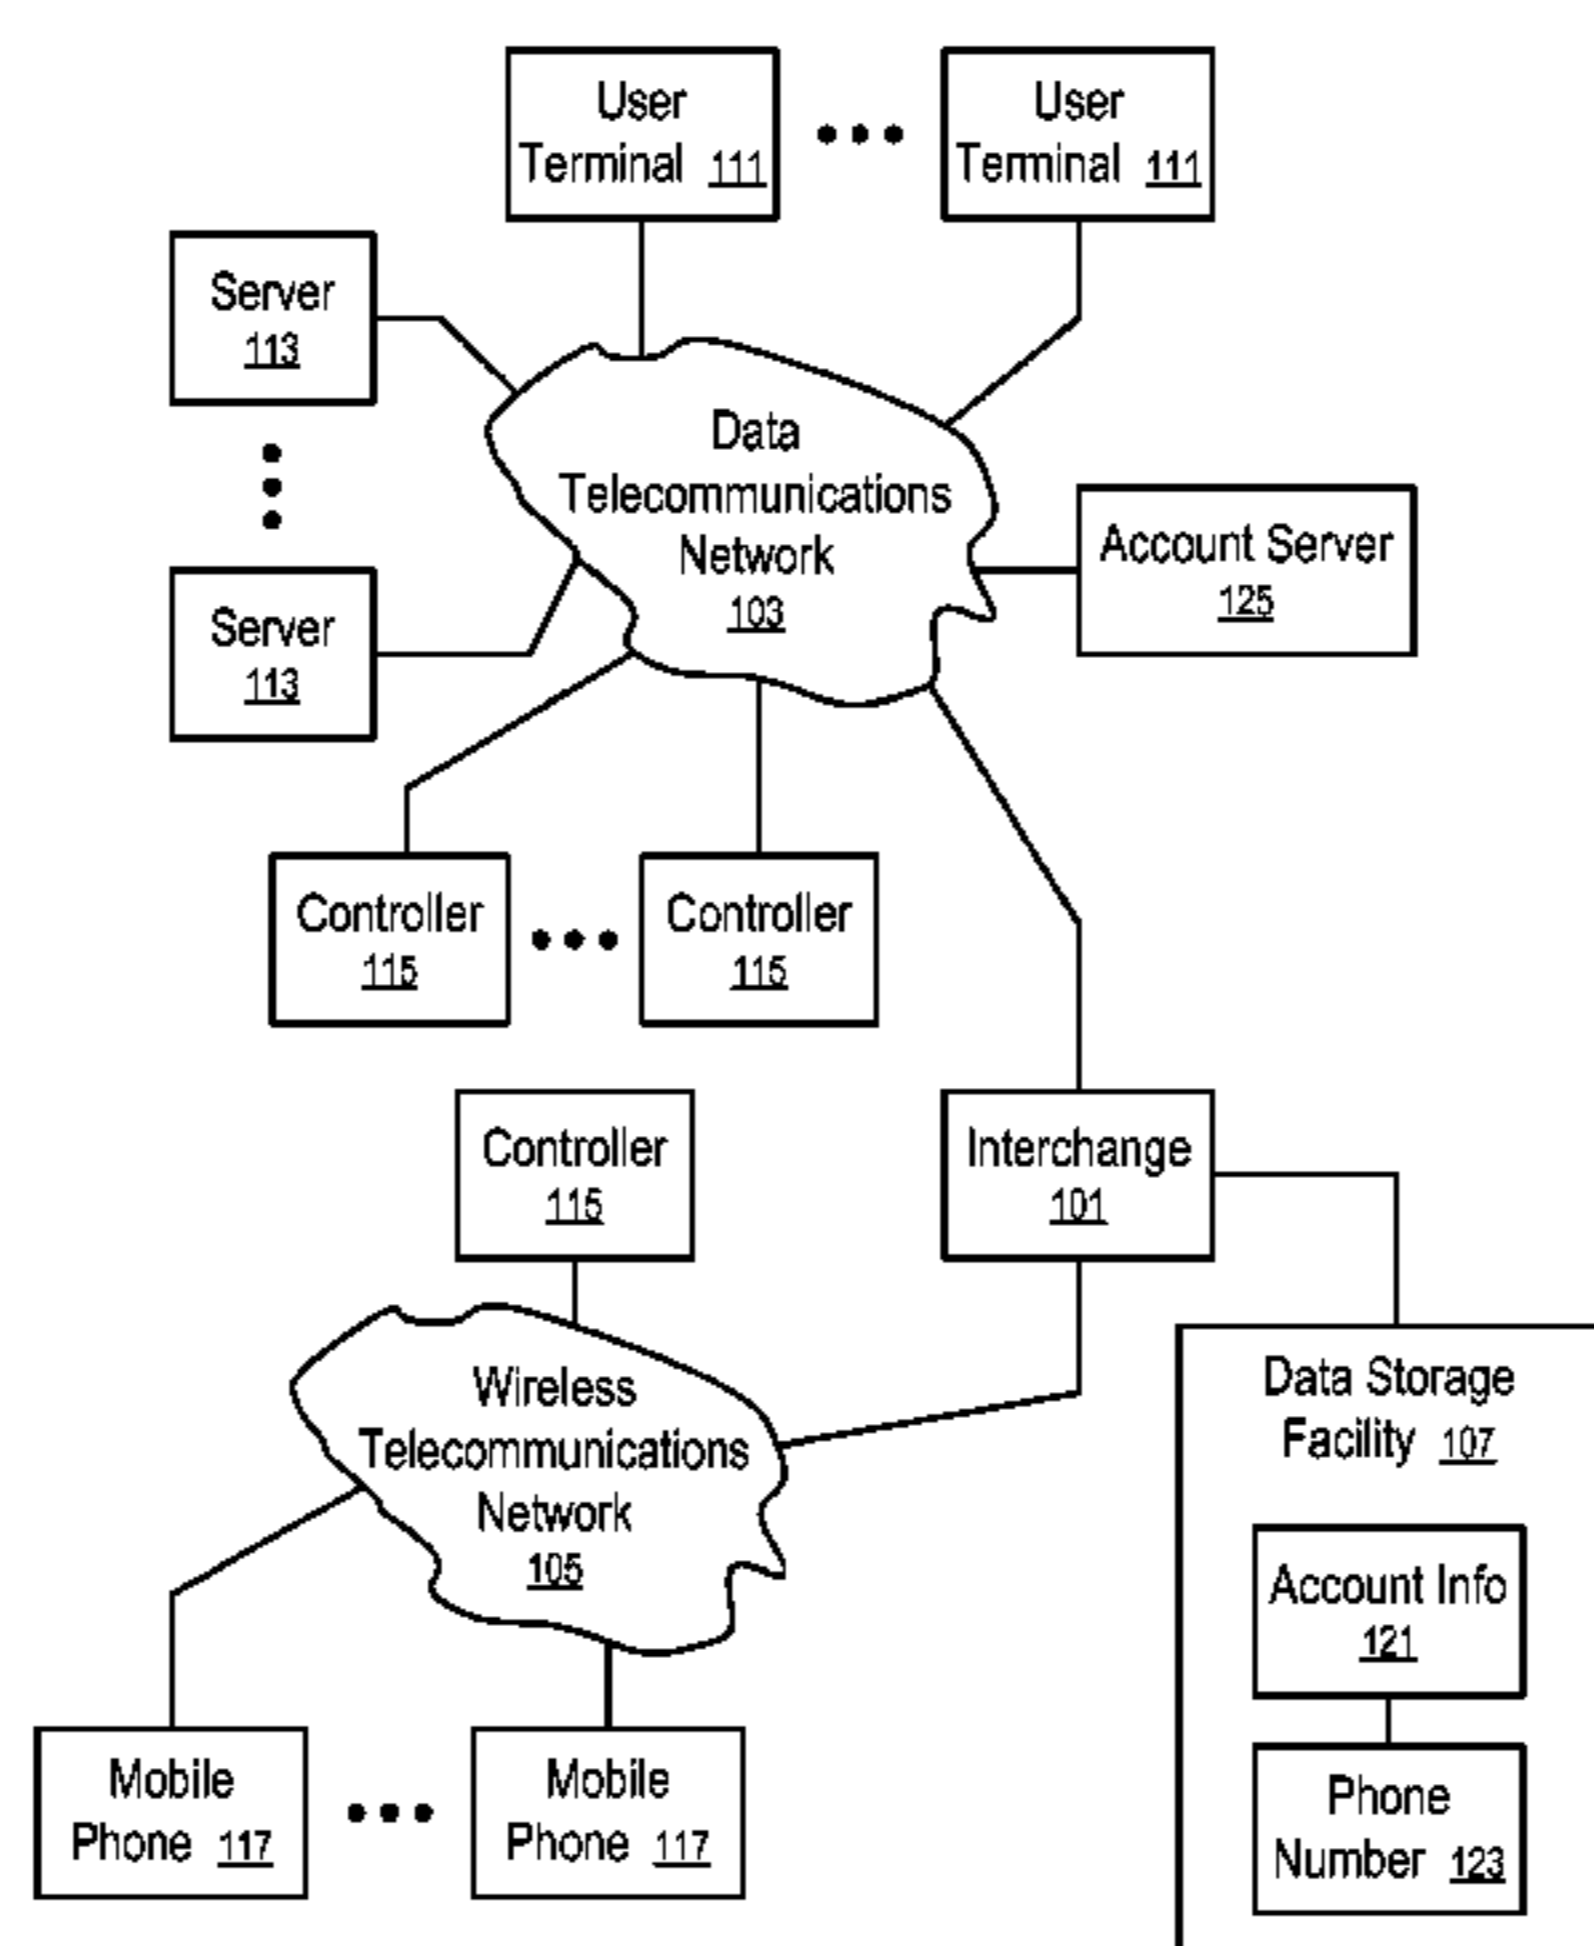 User
Terminal 111
User
Terminal 111
Server
113
Data
Telecommunications
Network
103
Account Server
125
Server
113
Controller
115
Controller
115
Controller
115
Interchange
101
Wireless
Telecommunications
Network
105
Data Storage
Facility 107
Account Info
121
Mobile
Phone 117
Mobile
Phone 117
Phone
Number 123